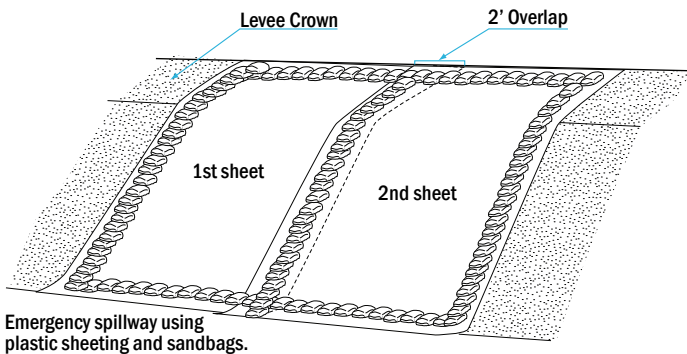 Levee Crown
2' Overlap
1st sheet
2nd sheet
Emergency spillway using
plastic sheeting and sandbags.